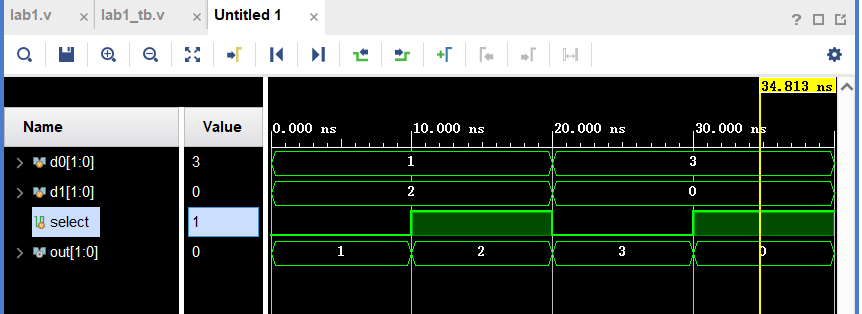 lab1.v × lab1_tb.v × Untitled 1 ×
? 
34.813 ns
Name Value 0.000 ns 10.000 ns 20.000 ns 30.000 ns
d0[1:0] 3 1 3
d1[1:0] 0 2 0
select 1
out[1:0] 0 1 2 3 0